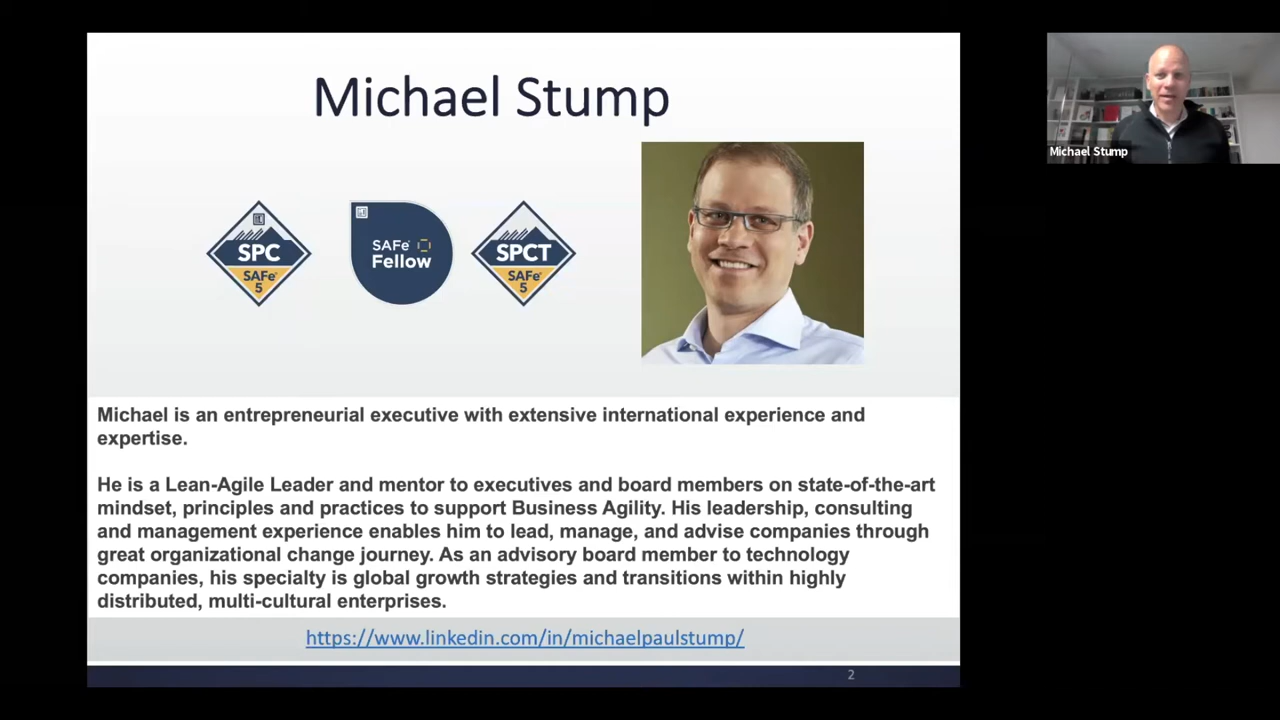 Michael Stump
SPC
SAFe®
5
SAFe®
Fellow
SPCT
SAFe®
5
Michael Stump
Michael is an entrepreneurial executive with extensive international experience and
expertise.
He is a Lean-Agile Leader and mentor to executives and board members on state-of-the-art
mindset, principles and practices to support Business Agility. His leadership, consulting
and management experience enables him to lead, manage, and advise companies through
great organizational change journey. As an advisory board member to technology
companies, his specialty is global growth strategies and transitions within highly
distributed, multi-cultural enterprises.
https://www.linkedin.com/in/michaelpaulstump/
2